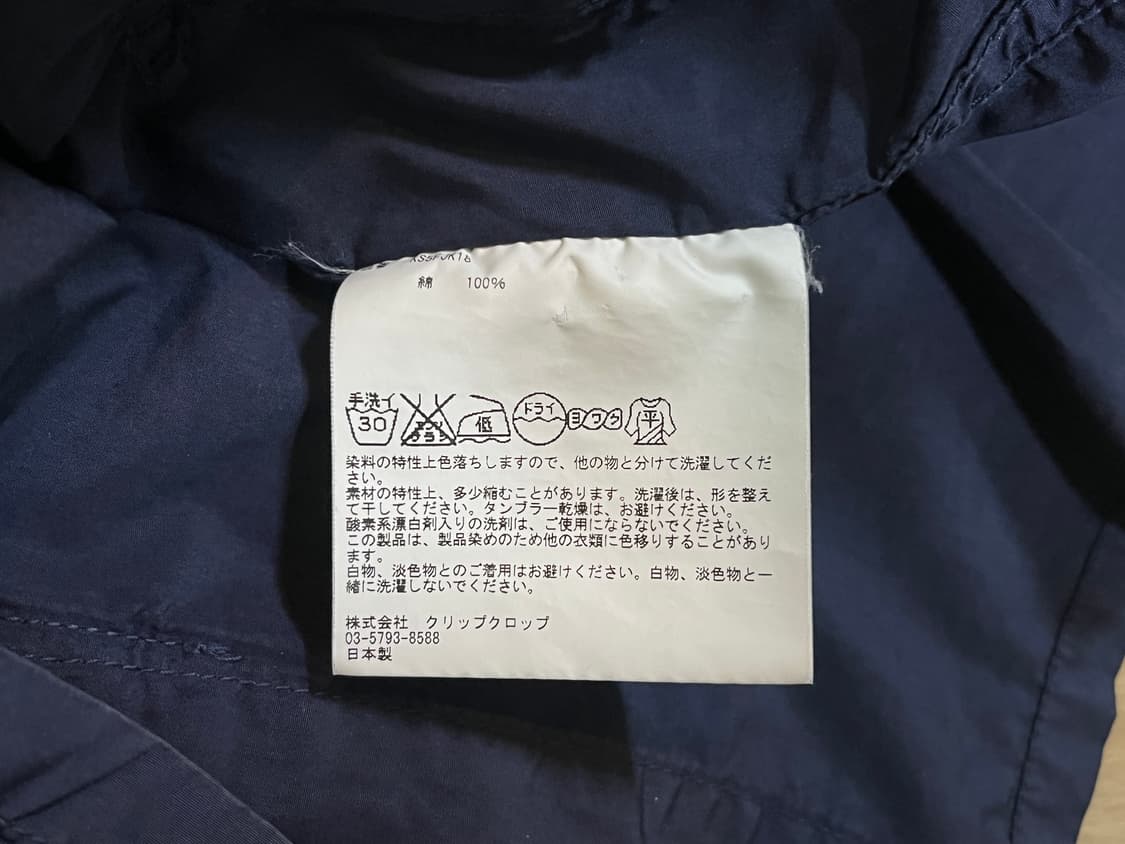 綿 100%
手洗イ
30 エンソ サラシ 低 ドライ ヨワク 平
染料の特性上色落ちしますので、他の物と分けて洗濯してくだ
さい。
素材の特性上、多少縮むことがあります。洗濯後は、形を整え
て干してください。タンブラー乾燥は、お避けください。
酸素系漂白剤入りの洗剤は、ご使用にならないでください。
この製品は、製品染めのため他の衣類に色移りすることがあり
ます。
白物、淡色物とのご着用はお避けください。白物、淡色物と一
緒に洗濯しないでください。
株式会社 クリップクロップ
03-5793-8588
日本製